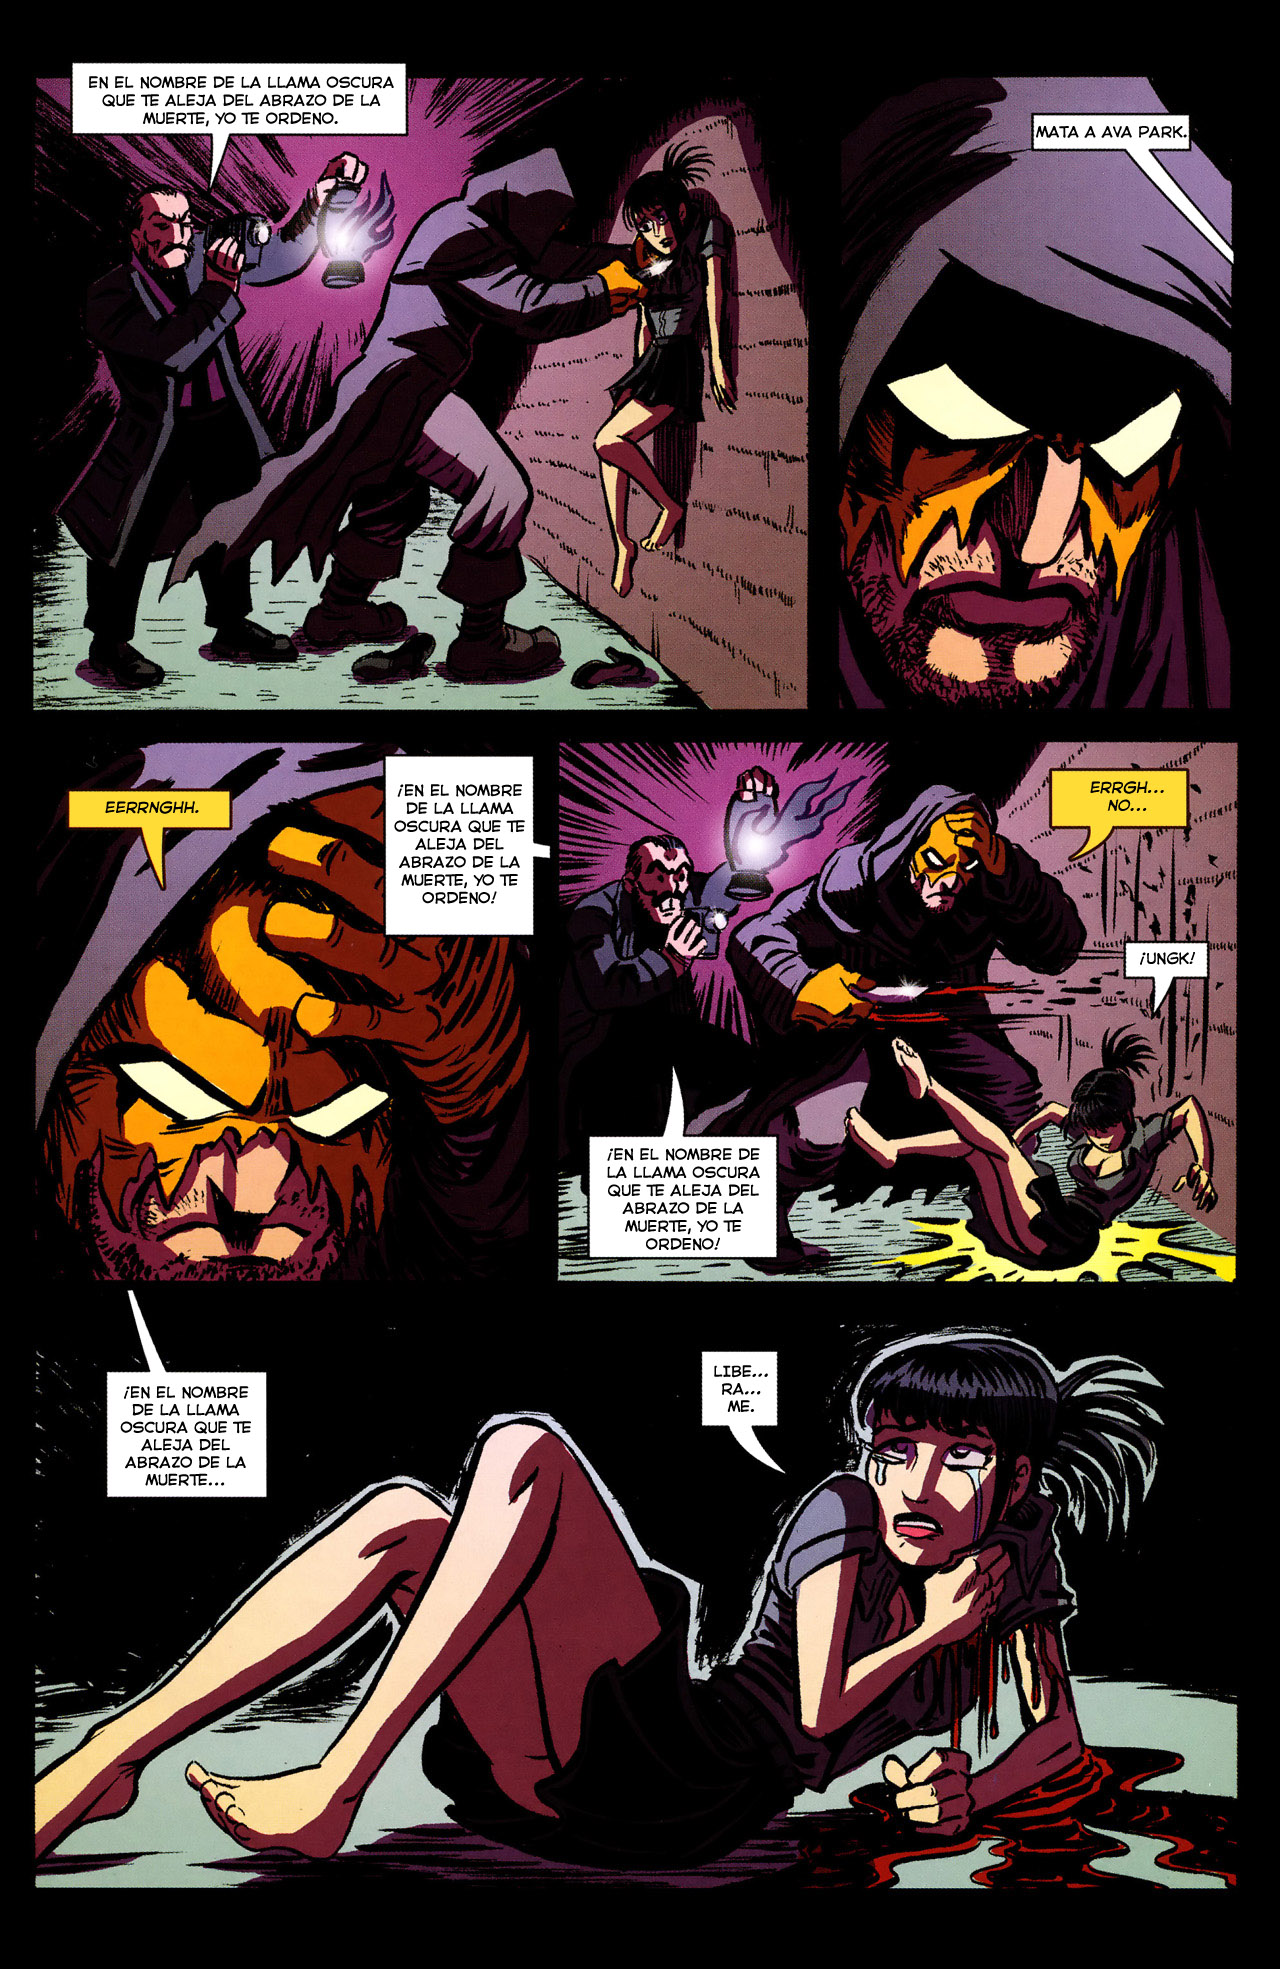 EN EL NOMBRE DE LA LLAMA OSCURA
QUE TE ALEJA DEL ABRAZO DE LA
MUERTE, YO TE ORDENO.
MATA A AVA PARK.
EERRNGHH.
¡EN EL NOMBRE
DE LA LLAMA
OSCURA QUE TE
ALEJA DEL
ABRAZO DE LA
MUERTE, YO TE
ORDENO!
ERRGH...
NO...
¡UNGK!
¡EN EL NOMBRE DE
LA LLAMA OSCURA
QUE TE ALEJA DEL
ABRAZO DE LA
MUERTE, YO TE
ORDENO!
¡EN EL NOMBRE
DE LA LLAMA
OSCURA QUE TE
ALEJA DEL
ABRAZO DE LA
MUERTE...
LIBE...
RA...
ME.